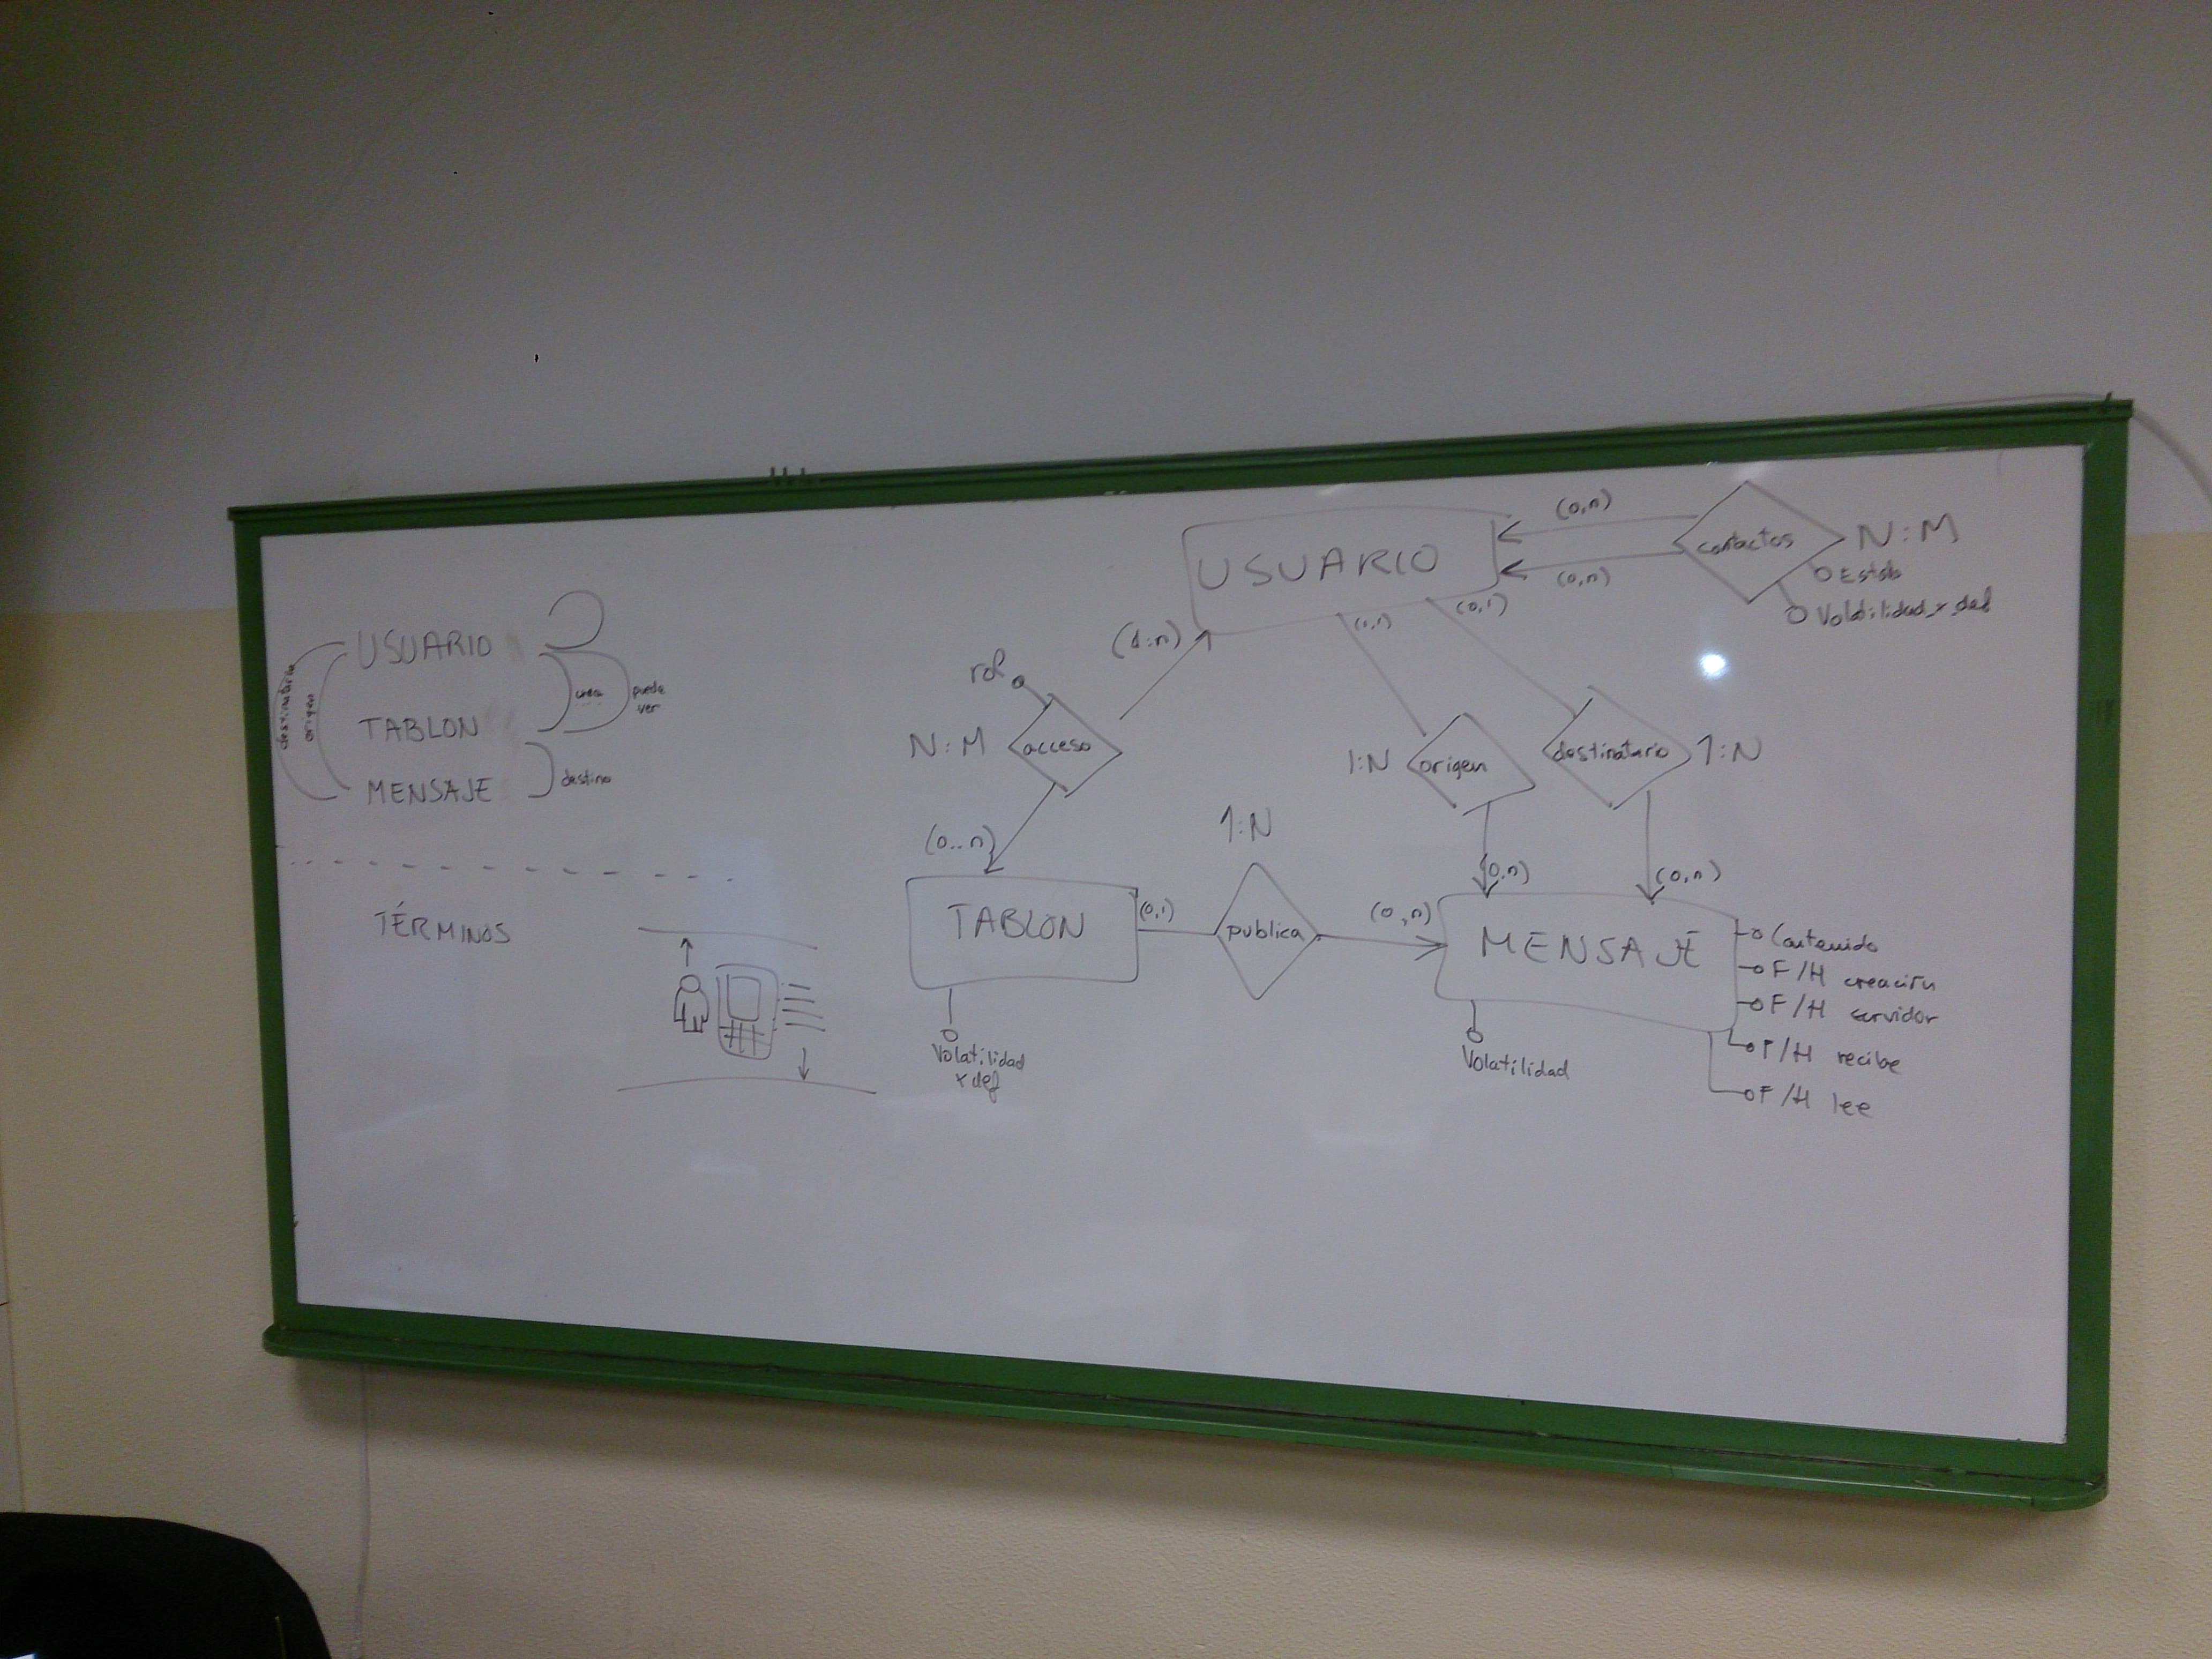 USUARIO
TABLON
MENSAJE
destinatario
origen
crea
puede
ver
destino
TÉRMINOS
USUARIO
(0,n)
(0,n)
contactos
N:M
Estado
Volatilidad_x_def
(1:n)
(1,1)
(0,1)
rol
N:M
acceso
1:N
origen
destinatario
1:N
(0..n)
1:N
(0,n)
(0,n)
TABLON
(0,1)
publica
(0,n)
MENSAJE
Contenido
F/H creación
F/H servidor
F/H recibe
F/H lee
Volatilidad
x def
Volatilidad